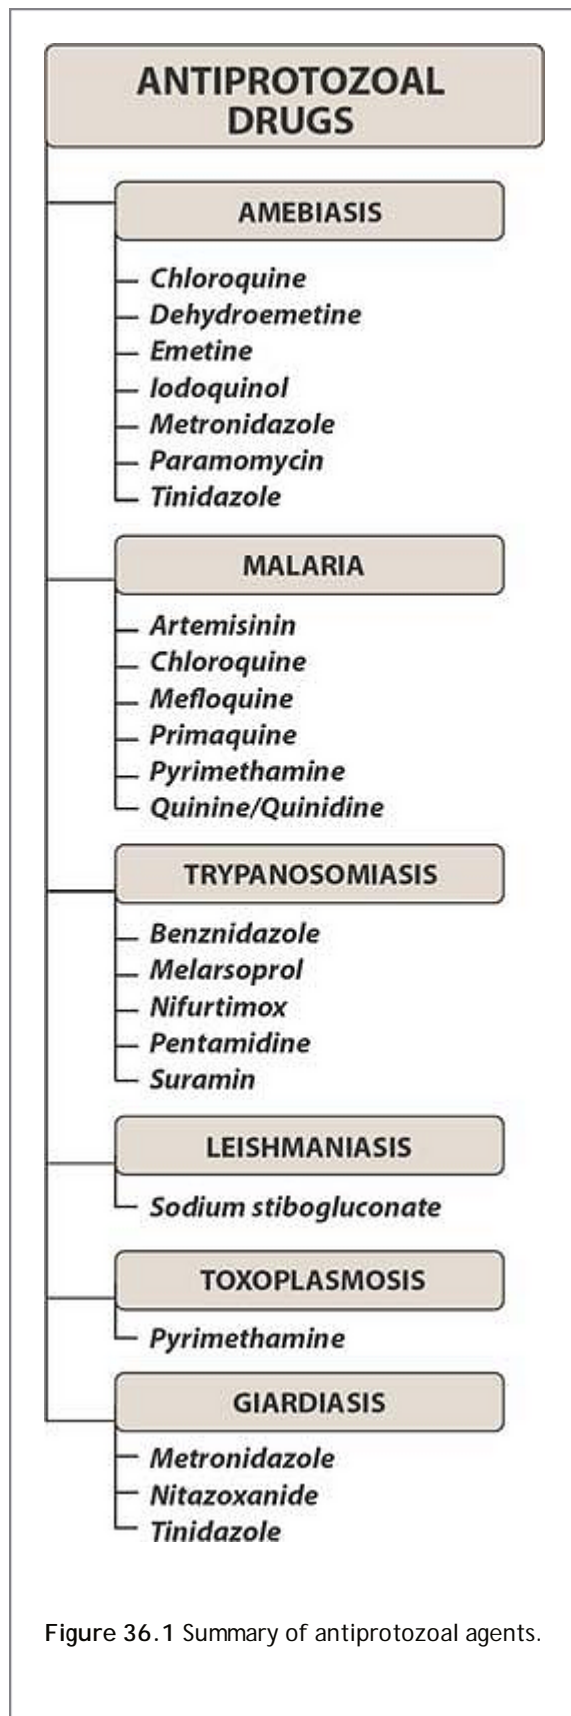 ANTIPROTOZOAL
DRUGS
AMEBIASIS
Chloroquine
Dehydroemetine
Emetine
Iodoquinol
Metronidazole
Paramomycin
Tinidazole
MALARIA
Artemisinin
Chloroquine
Mefloquine
Primaquine
Pyrimethamine
Quinine/Quinidine
TRYPANOSOMIASIS
Benznidazole
Melarsoprol
Nifurtimox
Pentamidine
Suramin
LEISHMANIASIS
Sodium stibogluconate
TOXOPLASMOSIS
Pyrimethamine
GIARDIASIS
Metronidazole
Nitazoxanide
Tinidazole
Figure 36.1 Summary of antiprotozoal agents.